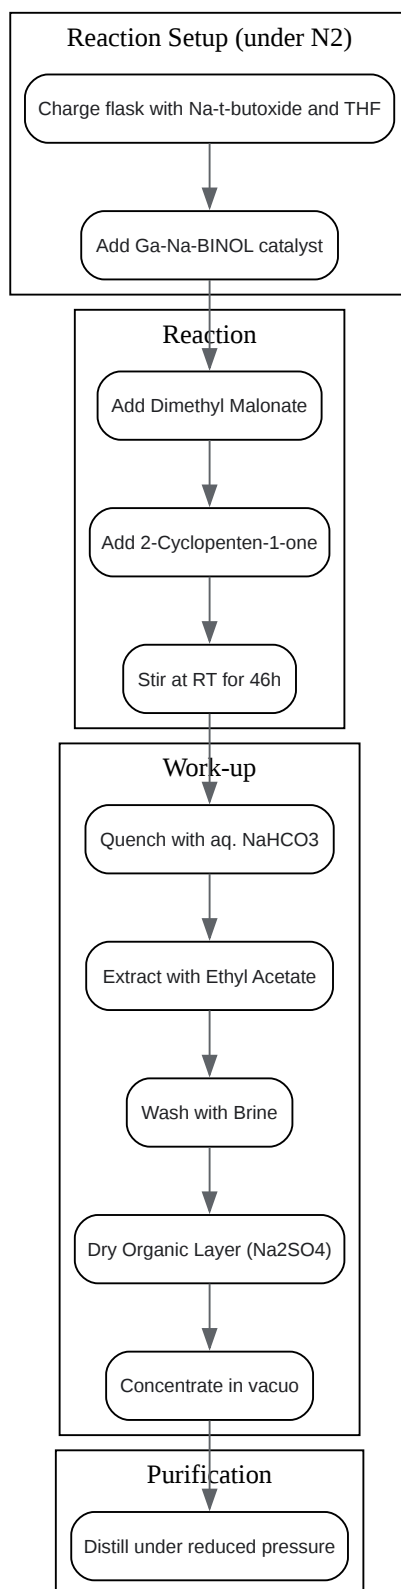 Reaction Setup (under N2)
Charge flask with Na-t-butoxide and THF
Add Ga-Na-BINOL catalyst
Reaction
Add Dimethyl Malonate
Add 2-Cyclopenten-1-one
Stir at RT for 46h
Work-up
Quench with aq. NaHCO3
Extract with Ethyl Acetate
Wash with Brine
Dry Organic Layer (Na2SO4)
Concentrate in vacuo
Purification
Distill under reduced pressure